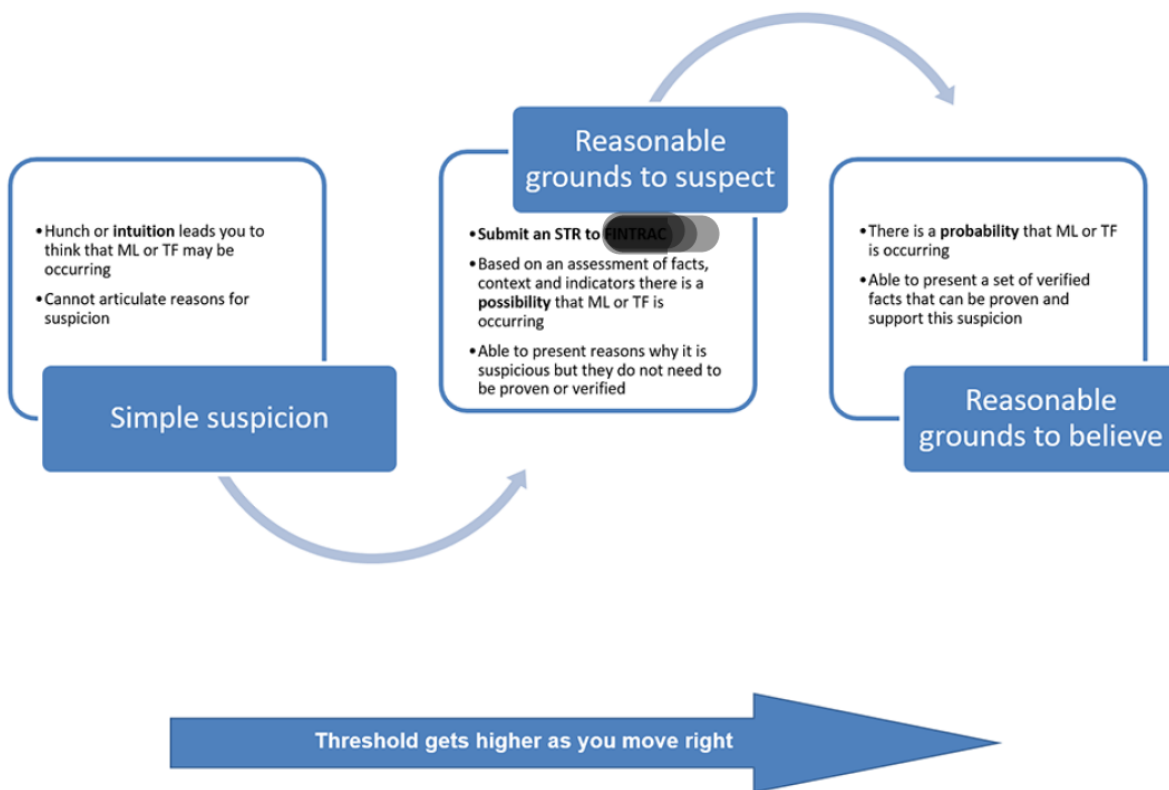 • Hunch or intuition leads you to
think that ML or TF may be
occurring
• Cannot articulate reasons for
suspicion
Simple suspicion
Reasonable
grounds to suspect
• Submit an STR to FINTRAC
• Based on an assessment of facts,
context and indicators there is a
possibility that ML or TF is
occurring
• Able to present reasons why it is
suspicious but they do not need to
be proven or verified
• There is a probability that ML or TF
is occurring
• Able to present a set of verified
facts that can be proven and
support this suspicion
Reasonable
grounds to believe
Threshold gets higher as you move right